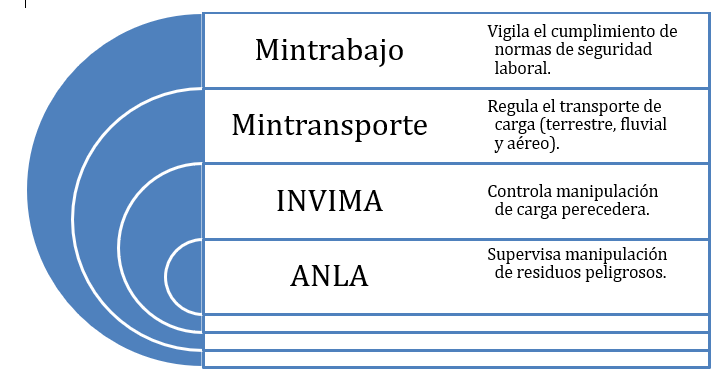 Mintrabajo
Vigila el cumplimiento de
normas de seguridad
laboral.
Mintransporte
Regula el transporte de
carga (terrestre, fluvial
y aéreo).
INVIMA
Controla manipulación
de carga perecedera.
ANLA
Supervisa manipulación
de residuos peligrosos.